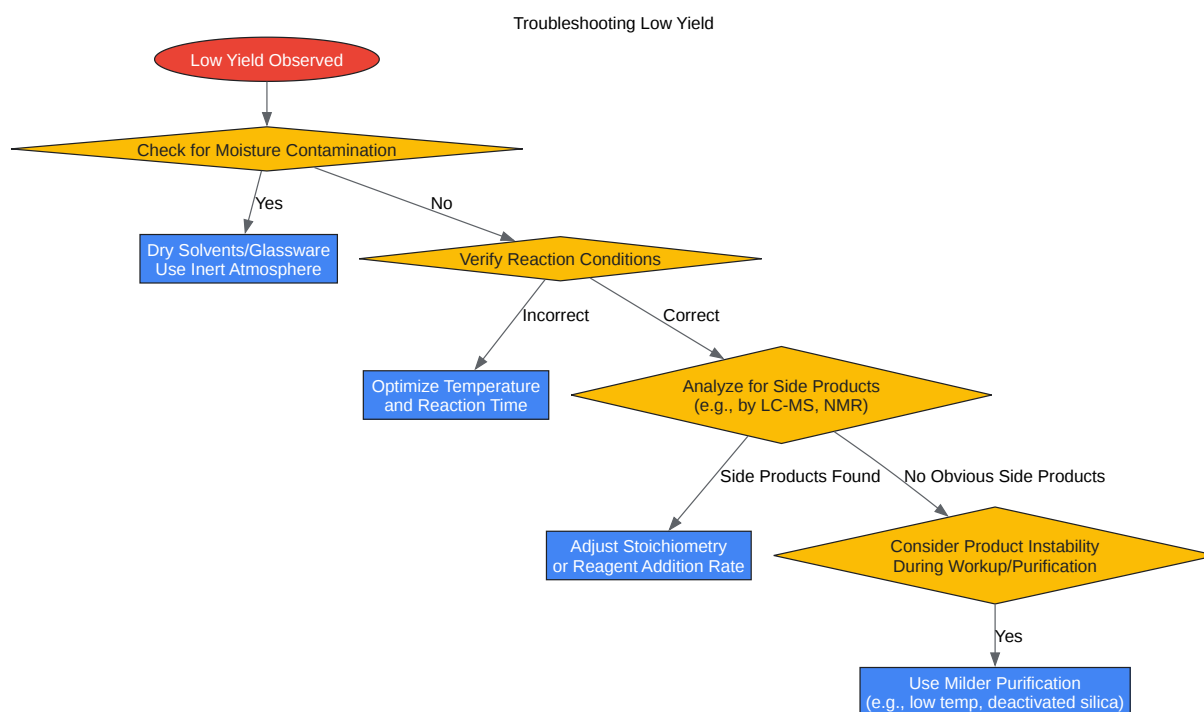 Troubleshooting Low Yield
Low Yield Observed
Check for Moisture Contamination
Yes
No
Dry Solvents/Glassware
Use Inert Atmosphere
Verify Reaction Conditions
Incorrect
Correct
Optimize Temperature
and Reaction Time
Analyze for Side Products
(e.g., by LC-MS, NMR)
Side Products Found
No Obvious Side Products
Adjust Stoichiometry
or Reagent Addition Rate
Consider Product Instability
During Workup/Purification
Yes
Use Milder Purification
(e.g., low temp, deactivated silica)